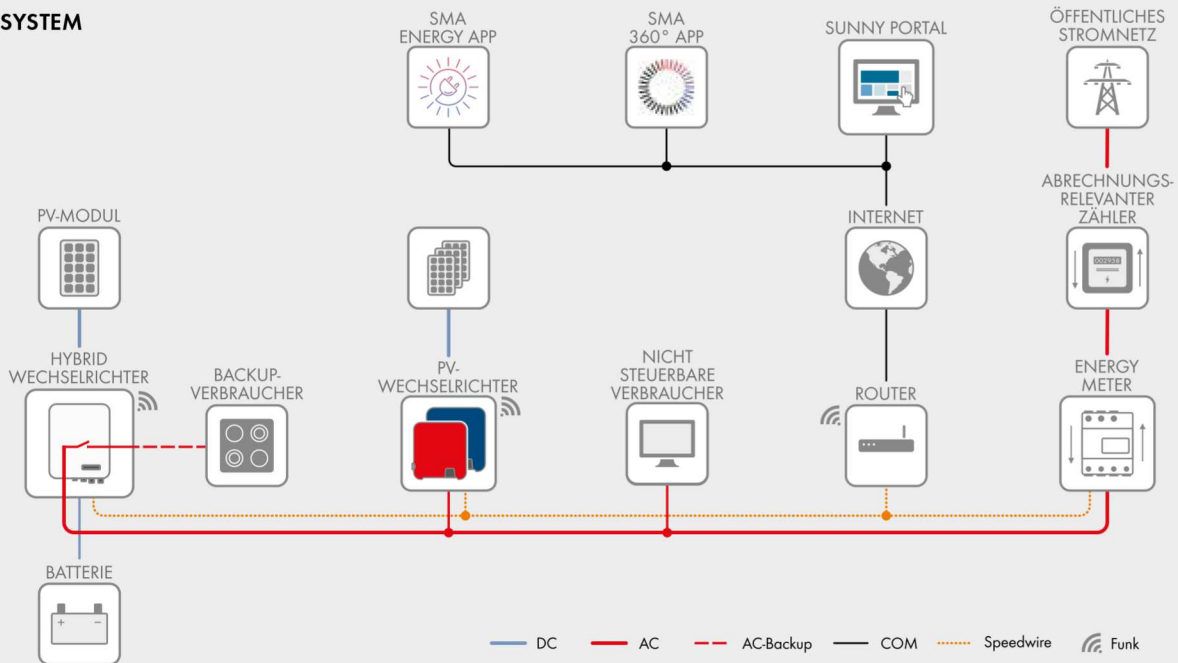 SYSTEM
SMA
ENERGY APP
SMA
360° APP
SUNNY PORTAL
ÖFFENTLICHES
STROMNETZ
PV-MODUL
INTERNET
ABRECHNUNGS-
RELEVANTER
ZÄHLER
002938
HYBRID
WECHSELRICHTER
BACKUP-
VERBRAUCHER
PV-
WECHSELRICHTER
NICHT
STEUERBARE
VERBRAUCHER
ROUTER
ENERGY
METER
BATTERIE
+ –
DC
AC
AC-Backup
COM
Speedwire
Funk